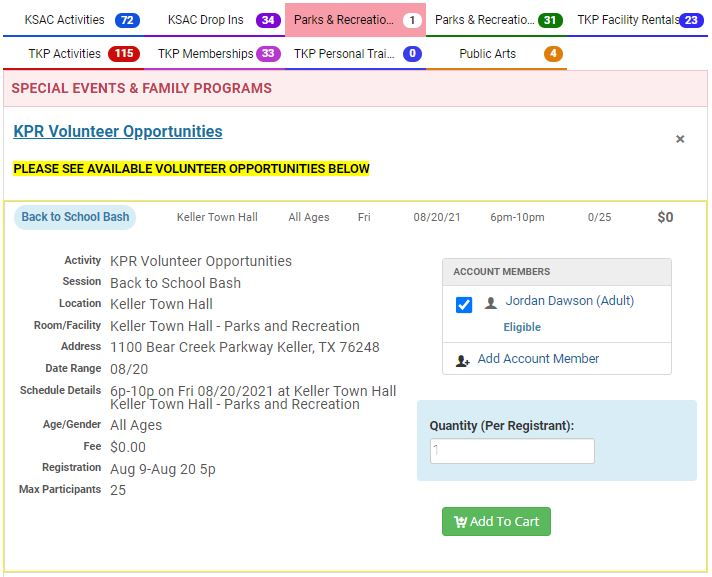 KSAC Activities 72 KSAC Drop Ins 34 Parks & Recreatio... 1 Parks & Recreatio... 31 TKP Facility Rentals 23
TKP Activities 115 TKP Memberships 33 TKP Personal Trai... 0 Public Arts 4
SPECIAL EVENTS & FAMILY PROGRAMS
KPR Volunteer Opportunities ×
PLEASE SEE AVAILABLE VOLUNTEER OPPORTUNITIES BELOW
Back to School Bash Keller Town Hall All Ages Fri 08/20/21 6pm-10pm 0/25 $0
Activity KPR Volunteer Opportunities
Session Back to School Bash
Location Keller Town Hall
Room/Facility Keller Town Hall - Parks and Recreation
Address 1100 Bear Creek Parkway Keller, TX 76248
Date Range 08/20
Schedule Details 6p-10p on Fri 08/20/2021 at Keller Town Hall
Keller Town Hall - Parks and Recreation
Age/Gender All Ages
Fee $0.00
Registration Aug 9-Aug 20 5p
Max Participants 25
ACCOUNT MEMBERS
Jordan Dawson (Adult)
Eligible
Add Account Member
Quantity (Per Registrant):
1
Add To Cart